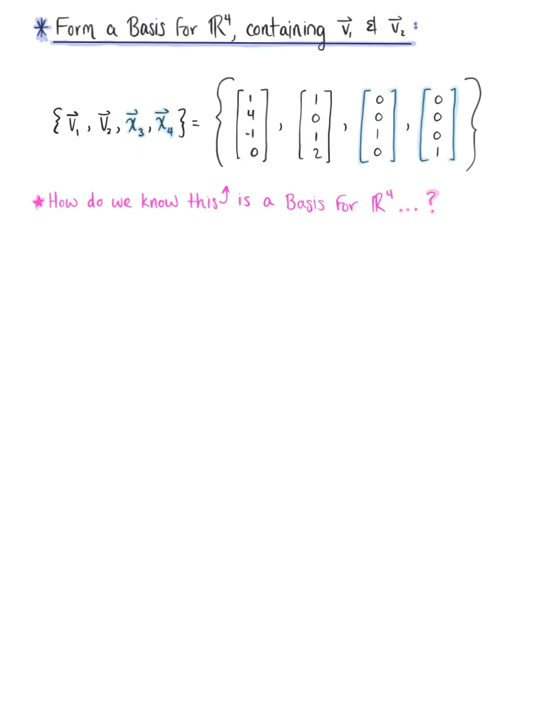 * Form a Basis for ℝ⁴, containing v⃗₁ & v⃗₂ :
{ v⃗₁ , v⃗₂ , x⃗₃ , x⃗₄ } = { [1 4 -1 0] , [1 0 1 2] , [0 0 1 0] , [0 0 0 1] }
* How do we know this ↑ is a Basis for ℝ⁴ ... ?